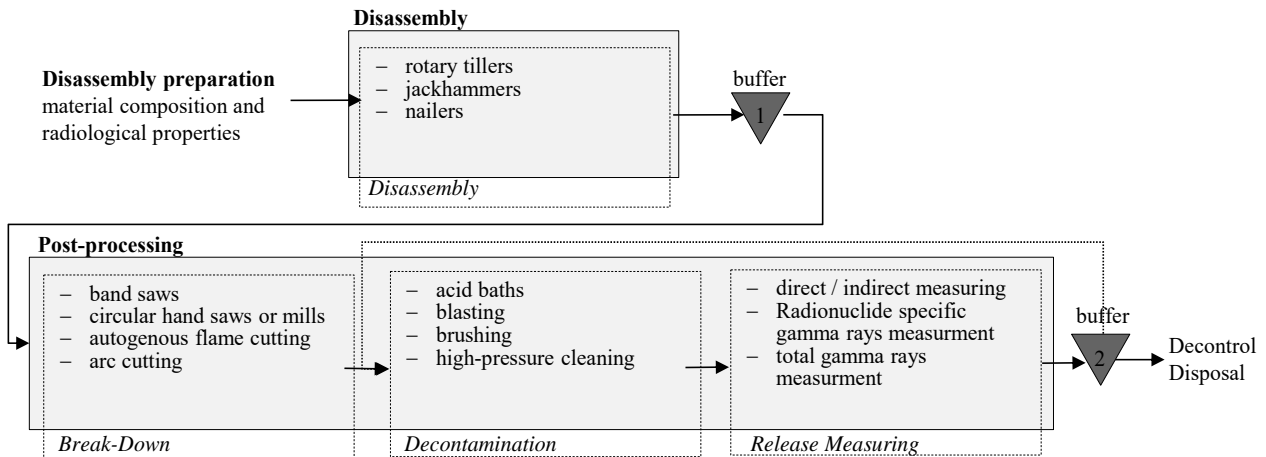 Disassembly
Disassembly preparation
material composition and
radiological properties
– rotary tillers
– jackhammers
– nailers
Disassembly
buffer
1
Post-processing
– band saws
– circular hand saws or mills
– autogenous flame cutting
– arc cutting
Break-Down
– acid baths
– blasting
– brushing
– high-pressure cleaning
Decontamination
– direct / indirect measuring
– Radionuclide specific
gamma rays measurment
– total gamma rays
measurment
Release Measuring
buffer
2
Decontrol
Disposal